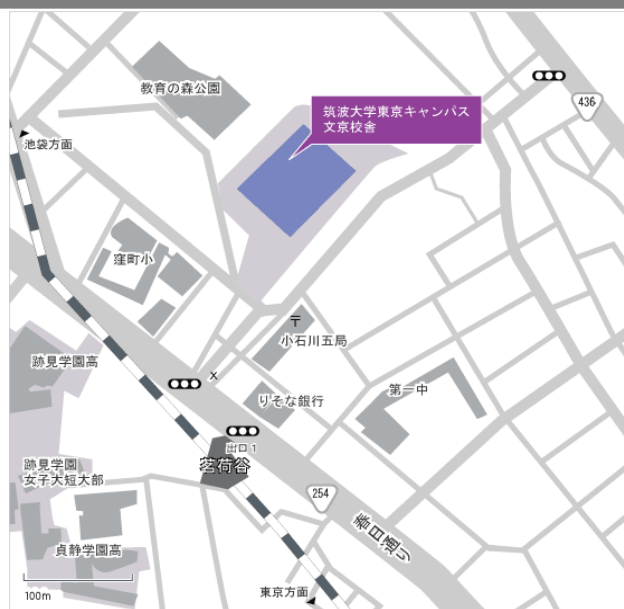 教育の森公園
筑波大学東京キャンパス
文京校舎
436
池袋方面
窪町小
〒
小石川五局
跡見学園高
X
りそな銀行
第一中
出口1
茗荷谷
跡見学園
女子大短大部
254
春日通り
貞静学園高
100m
東京方面